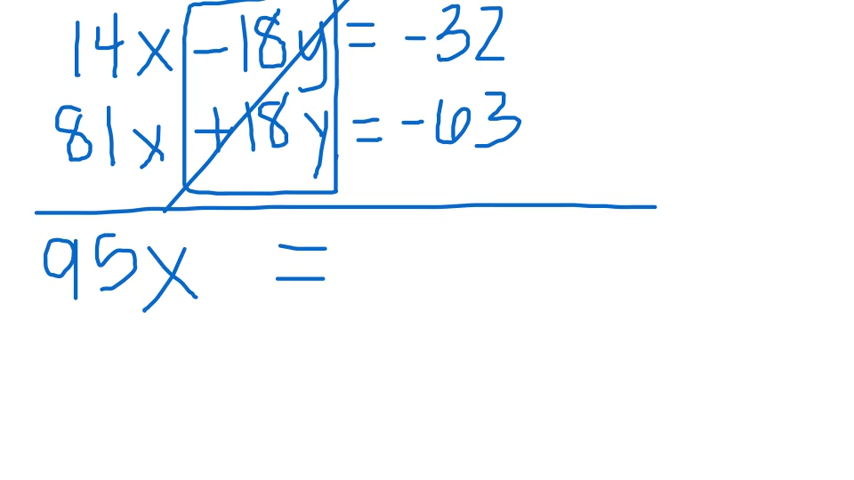 14x -18y = -32
81x +18y = -63
95x =